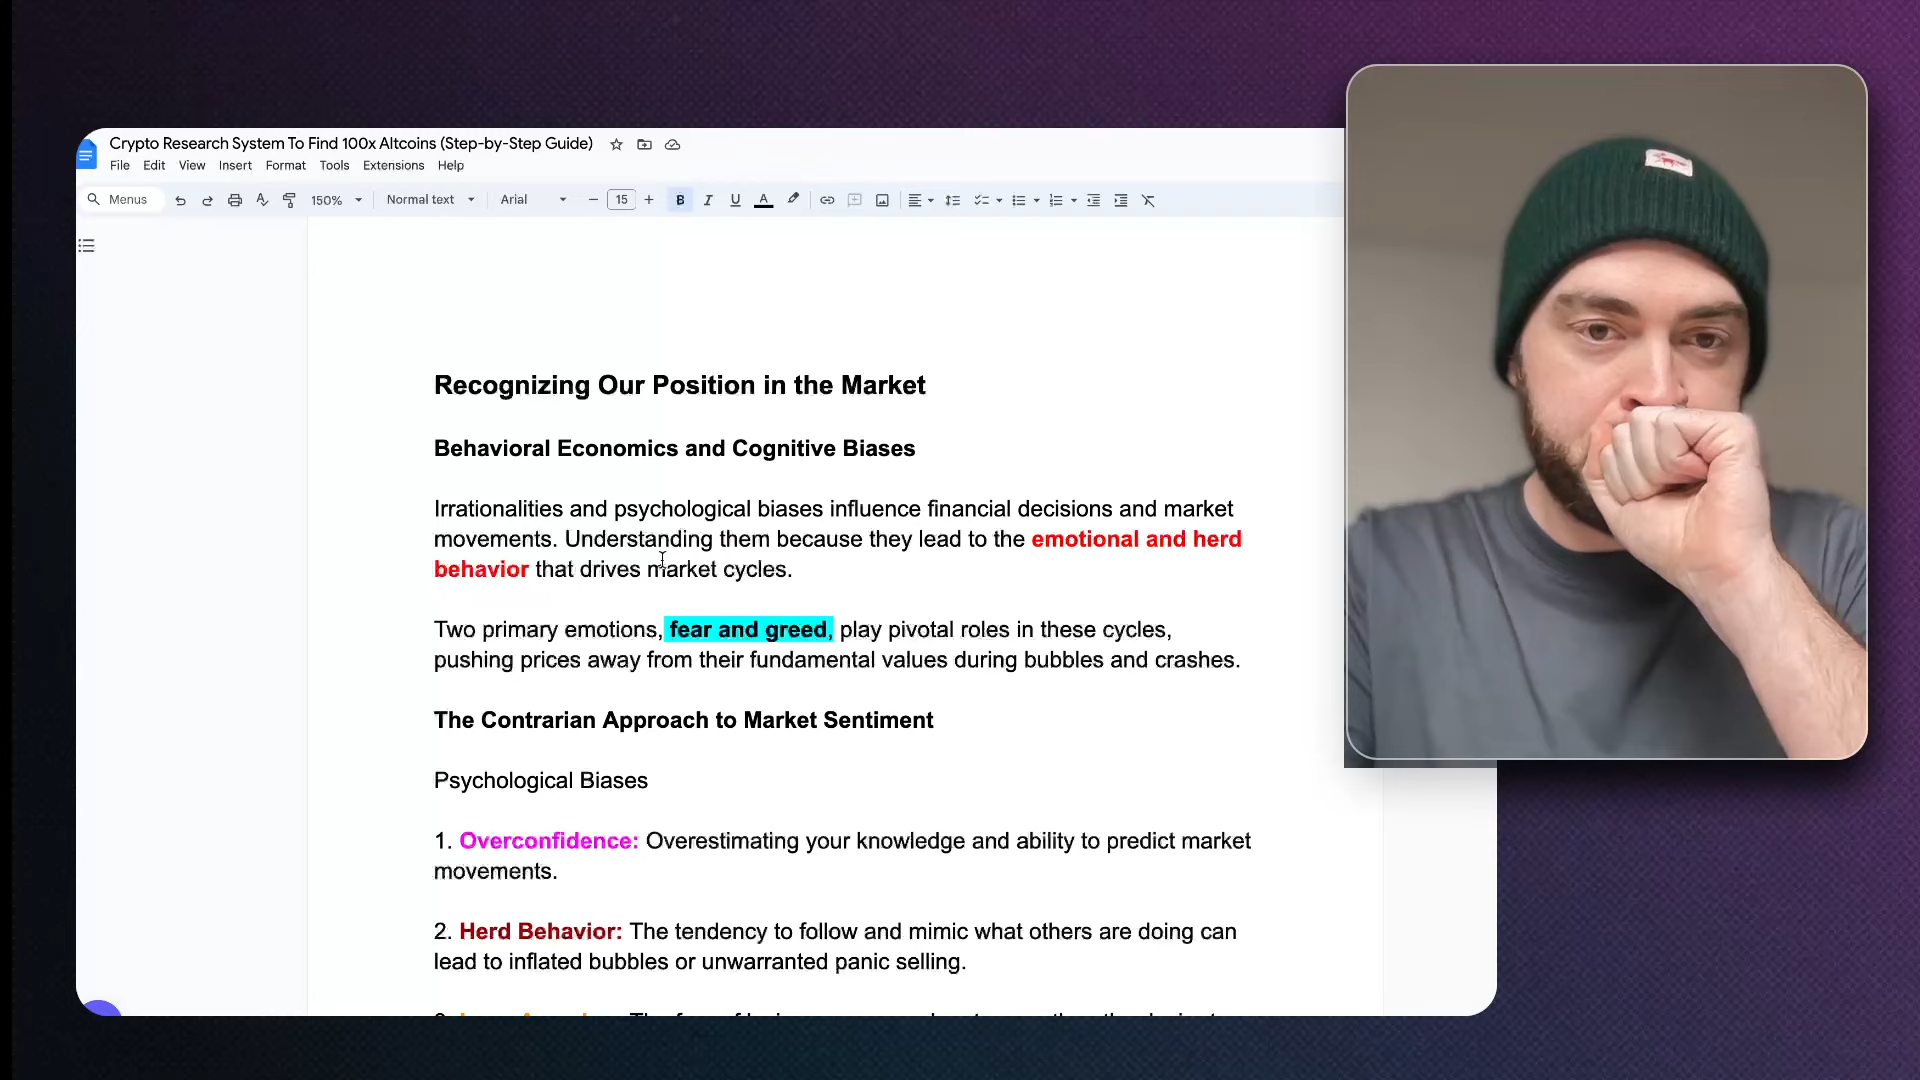 Crypto Research System To Find 100x Altcoins (Step-by-Step Guide)
File Edit View Insert Format Tools Extensions Help
Menus 150% Normal text Arial 15 B I U A
Recognizing Our Position in the Market
Behavioral Economics and Cognitive Biases
Irrationalities and psychological biases influence financial decisions and market
movements. Understanding them because they lead to the emotional and herd
behavior that drives market cycles.
Two primary emotions, fear and greed, play pivotal roles in these cycles,
pushing prices away from their fundamental values during bubbles and crashes.
The Contrarian Approach to Market Sentiment
Psychological Biases
1. Overconfidence: Overestimating your knowledge and ability to predict market
movements.
2. Herd Behavior: The tendency to follow and mimic what others are doing can
lead to inflated bubbles or unwarranted panic selling.